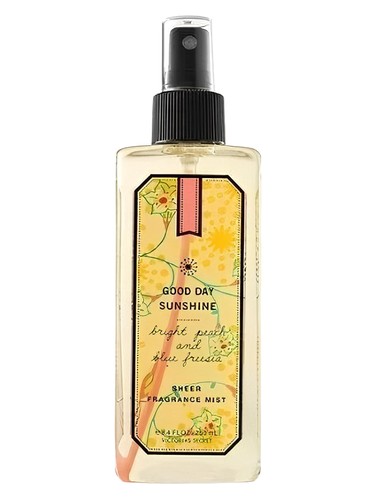 GOOD DAY
SUNSHINE
bright peach
and
blue freesia
SHEER
FRAGRANCE MIST
8.4 FL OZ/250 mL
VICTORIA'S SECRET